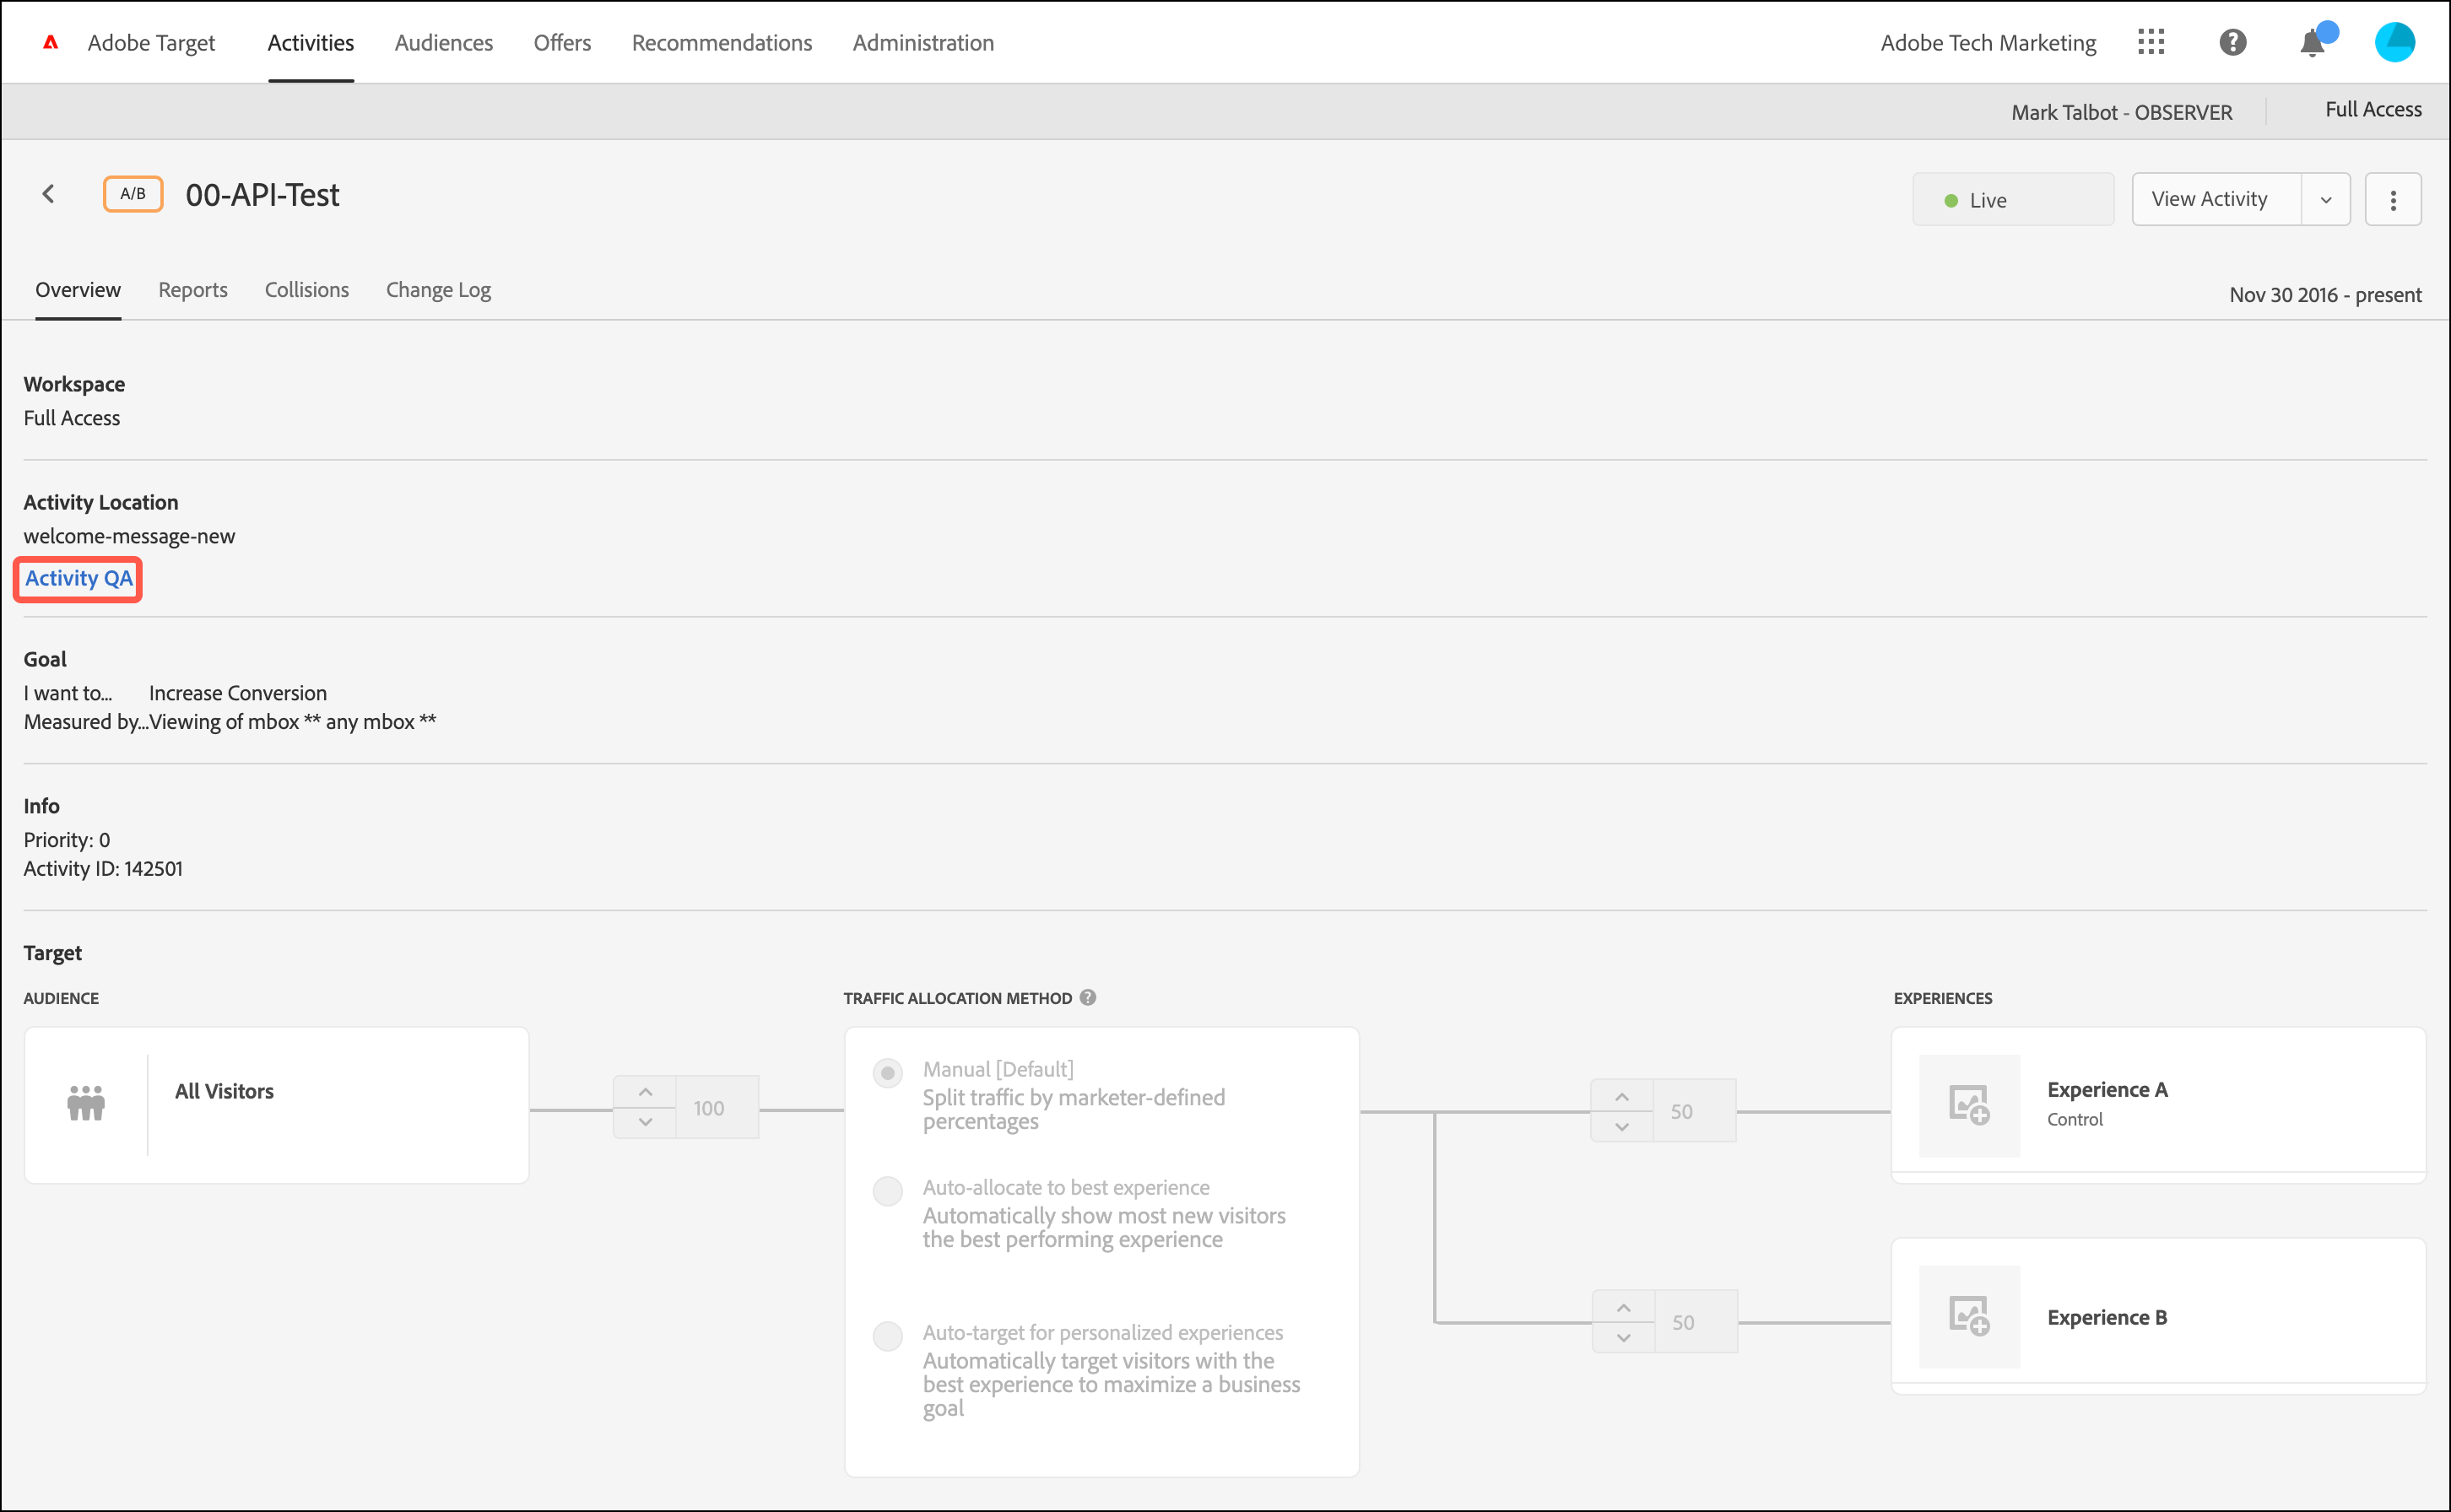 Adobe Target Activities Audiences Offers Recommendations Administration Adobe Tech Marketing
Mark Talbot - OBSERVER Full Access
A/B 00-API-Test Live View Activity
Overview Reports Collisions Change Log Nov 30 2016 - present
Workspace
Full Access
Activity Location
welcome-message-new
Activity QA
Goal
I want to... Increase Conversion
Measured by...Viewing of mbox ** any mbox **
Info
Priority: 0
Activity ID: 142501
Target
AUDIENCE TRAFFIC ALLOCATION METHOD ? EXPERIENCES
All Visitors
100
Manual [Default]
Split traffic by marketer-defined
percentages
Auto-allocate to best experience
Automatically show most new visitors
the best performing experience
Auto-target for personalized experiences
Automatically target visitors with the
best experience to maximize a business
goal
50
Experience A
Control
50
Experience B